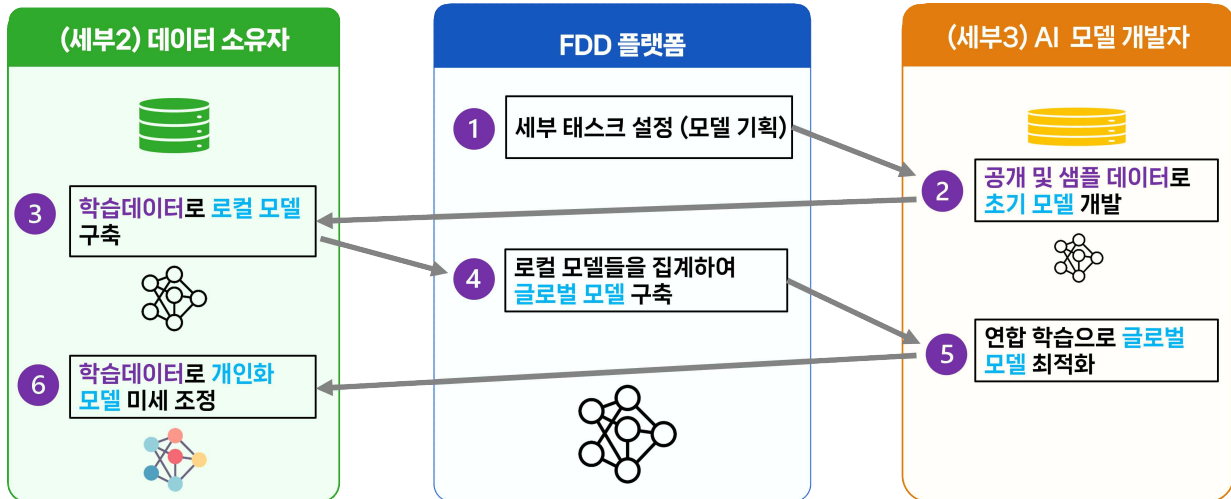 (세부2) 데이터 소유자
FDD 플랫폼
(세부3) AI 모델 개발자
1
세부 태스크 설정 (모델 기획)
2
공개 및 샘플 데이터로
초기 모델 개발
3
학습데이터로 로컬 모델
구축
4
로컬 모델들을 집계하여
글로벌 모델 구축
5
연합 학습으로 글로벌
모델 최적화
6
학습데이터로 개인화
모델 미세 조정